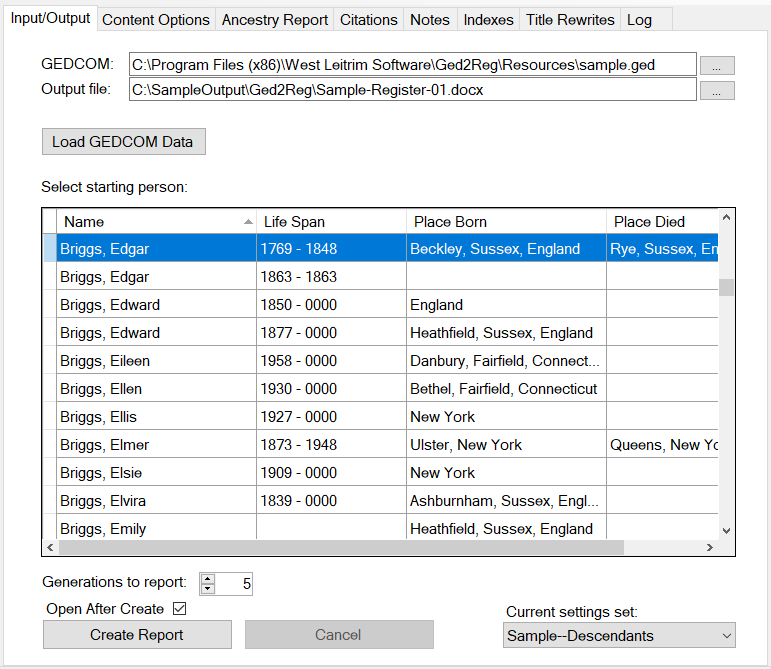 Input/Output Content Options Ancestry Report Citations Notes Indexes Title Rewrites Log
GEDCOM: C:\Program Files (x86)\West Leitrim Software\Ged2Reg\Resources\sample.ged ...
Output file: C:\SampleOutput\Ged2Reg\Sample-Register-01.docx ...
Load GEDCOM Data
Select starting person:
Name Life Span Place Born Place Died
Briggs, Edgar 1769 - 1848 Beckley, Sussex, England Rye, Sussex, En
Briggs, Edgar 1863 - 1863
Briggs, Edward 1850 - 0000 England
Briggs, Edward 1877 - 0000 Heathfield, Sussex, England
Briggs, Eileen 1958 - 0000 Danbury, Fairfield, Connect...
Briggs, Ellen 1930 - 0000 Bethel, Fairfield, Connecticut
Briggs, Ellis 1927 - 0000 New York
Briggs, Elmer 1873 - 1948 Ulster, New York Queens, New Yo
Briggs, Elsie 1909 - 0000 New York
Briggs, Elvira 1839 - 0000 Ashburnham, Sussex, Engl...
Briggs, Emily Heathfield, Sussex, England
Generations to report: 5
Open After Create
Current settings set:
Create Report Cancel Sample--Descendants